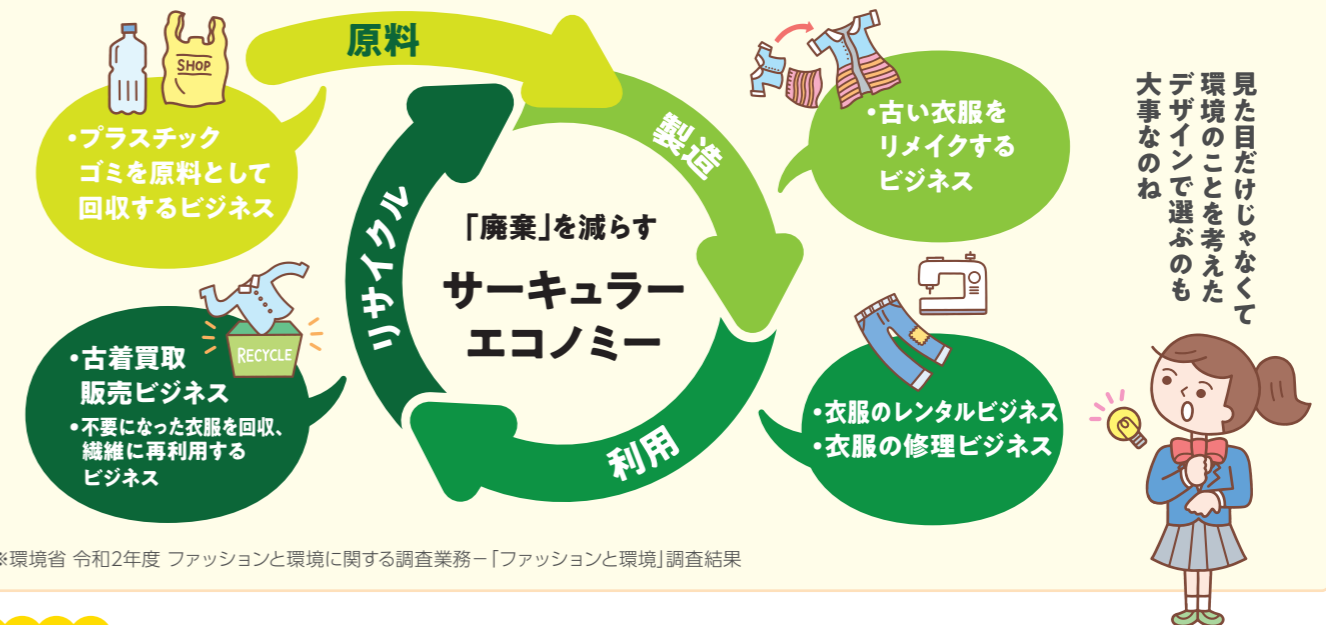 原料
SHOP
・プラスチック
ゴミを原料として
回収するビジネス
製造
・古い衣服を
リメイクする
ビジネス
見た目だけじゃなくて
環境のことを考えた
デザインで選ぶのも
大事なのね
「廃棄」を減らす
サーキュラー
エコノミー
リサイクル
RECYCLE
・古着買取
販売ビジネス
・不要になった衣服を回収、
繊維に再利用する
ビジネス
利用
・衣服のレンタルビジネス
・衣服の修理ビジネス
※環境省 令和2年度 ファッションと環境に関する調査業務−「ファッションと環境」調査結果